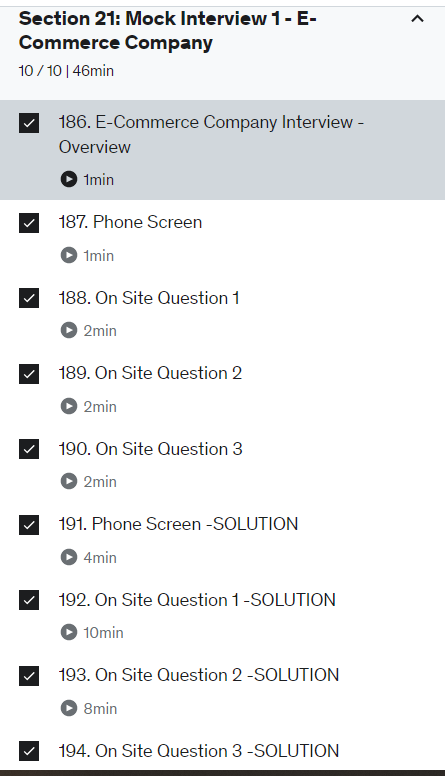 Section 21: Mock Interview 1 - E-
Commerce Company
10 / 10 | 46min
186. E-Commerce Company Interview -
Overview
1min
187. Phone Screen
1min
188. On Site Question 1
2min
189. On Site Question 2
2min
190. On Site Question 3
2min
191. Phone Screen -SOLUTION
4min
192. On Site Question 1 -SOLUTION
10min
193. On Site Question 2 -SOLUTION
8min
194. On Site Question 3 -SOLUTION